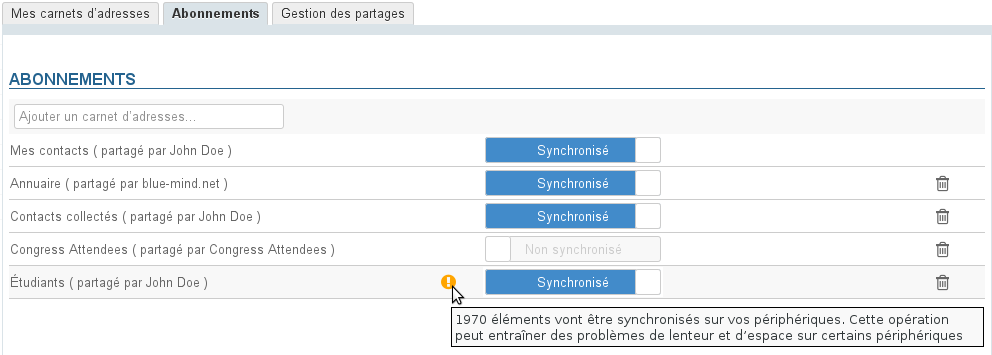 Mes carnets d'adresses
Abonnements
Gestion des partages
ABONNEMENTS
Ajouter un carnet d'adresses...
Mes contacts ( partagé par John Doe )
Synchronisé
Annuaire ( partagé par blue-mind.net )
Synchronisé
Contacts collectés ( partagé par John Doe )
Synchronisé
Congress Attendees ( partagé par Congress Attendees )
Non synchronisé
Étudiants ( partagé par John Doe )
Synchronisé
1970 éléments vont être synchronisés sur vos périphériques. Cette opération
peut entraîner des problèmes de lenteur et d'espace sur certains périphériques